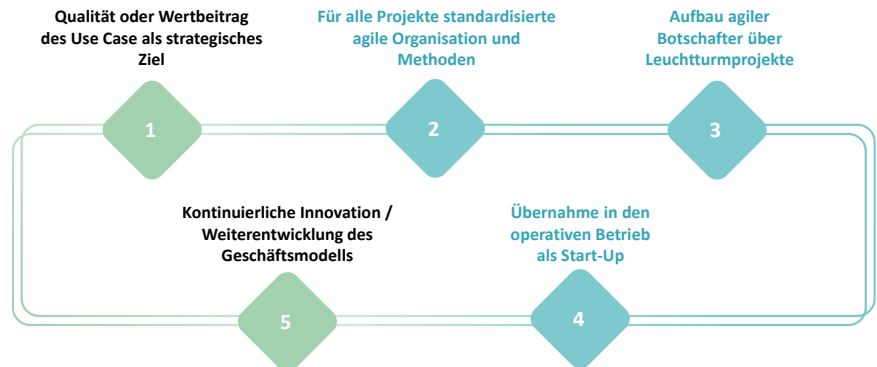 Qualität oder Wertbeitrag
des Use Case als strategisches
Ziel
1
Für alle Projekte standardisierte
agile Organisation und
Methoden
2
Aufbau agiler
Botschafter über
Leuchtturmprojekte
3
Übernahme in den
operativen Betrieb
als Start-Up
4
Kontinuierliche Innovation /
Weiterentwicklung des
Geschäftsmodells
5